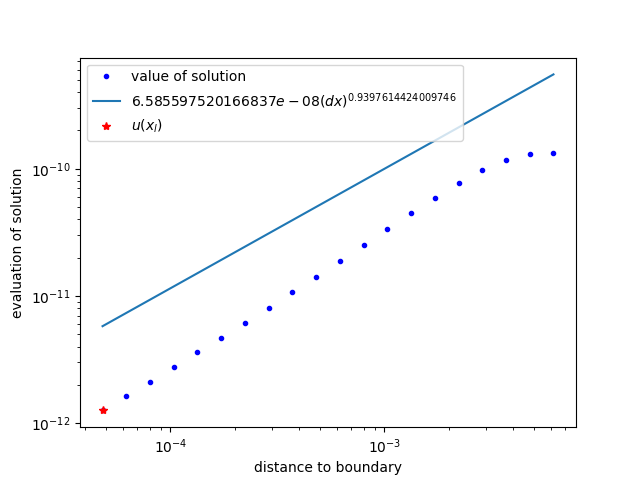 value of solution
6.585597520166837e − 08(dx)^0.9397614424009746
u(x_l)
10^−10
10^−11
10^−12
evaluation of solution
10^−4
10^−3
distance to boundary